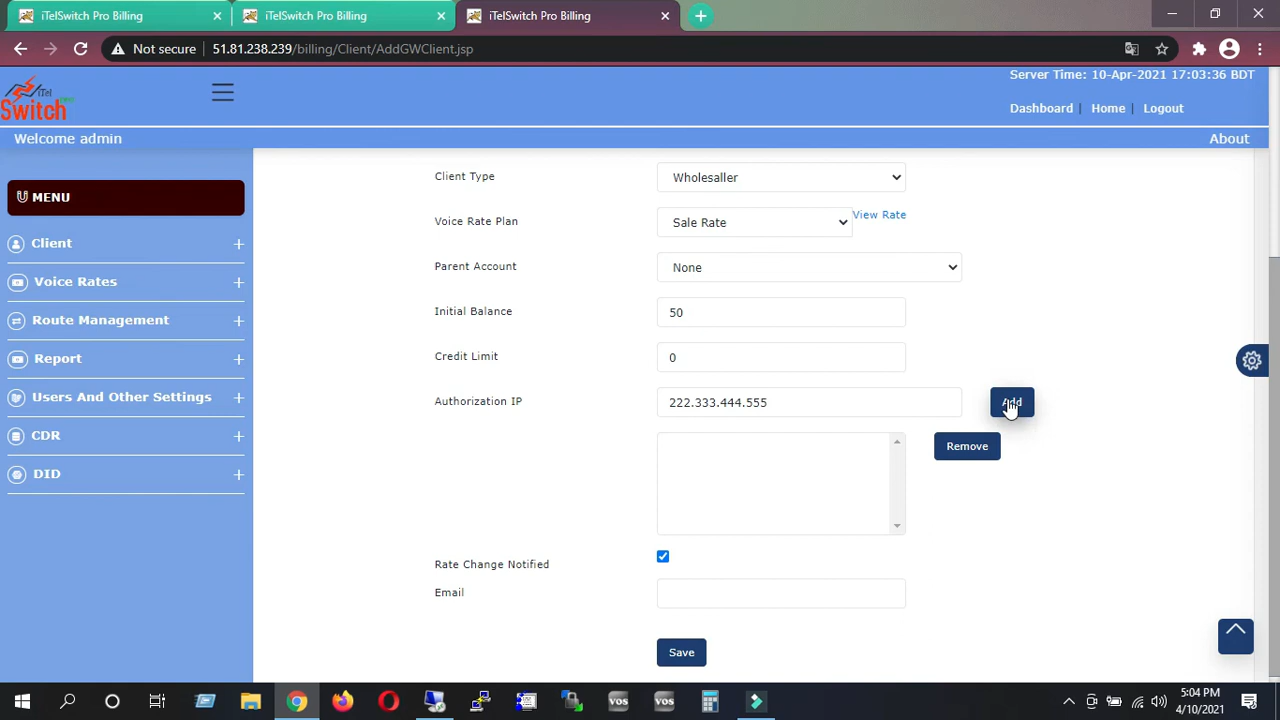 iTelSwitch Pro Billing
iTelSwitch Pro Billing
iTelSwitch Pro Billing
Not secure
51.81.238.239/billing/Client/AddGWClient.jsp
iTel
Switch
Server Time: 10-Apr-2021 17:03:36 BDT
Dashboard | Home | Logout
Welcome admin
About
MENU
Client +
Voice Rates +
Route Management +
Report +
Users And Other Settings +
CDR +
DID +
Client Type
Wholesaller
Voice Rate Plan
Sale Rate
View Rate
Parent Account
None
Initial Balance
50
Credit Limit
0
Authorization IP
222.333.444.555
Add
Remove
Rate Change Notified
Email
Save
VOS
VOS
5:04 PM
4/10/2021